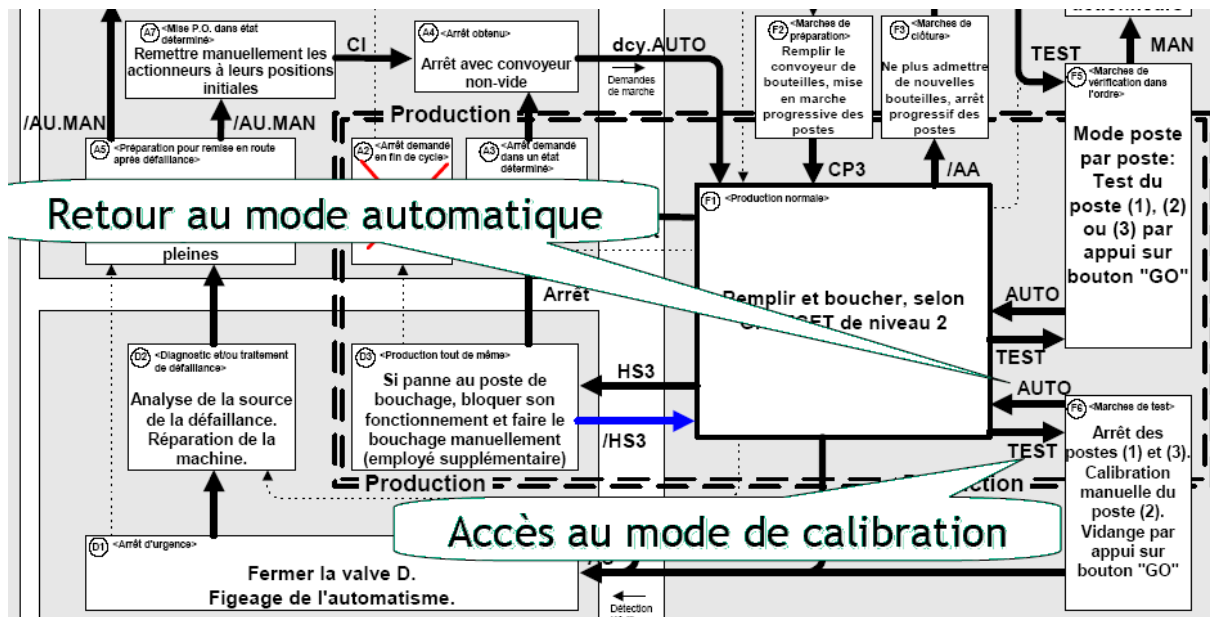 A7 <Mise P.O. dans état
déterminé>
Remettre manuellement les
actionneurs à leurs positions
initiales
CI
A4 <Arrêt obtenu>
Arrêt avec convoyeur
non-vide
dcy.AUTO
Demandes
de marche
F2 <Marches de
préparation>
Remplir le
convoyeur de
bouteilles, mise
en marche
progressive des
postes
F3 <Marches de
clôture>
Ne plus admettre
de nouvelles
bouteilles, arrêt
progressif des
postes
TEST
MAN
F5 <Marches de
vérification dans
l'ordre>
Mode poste
par poste:
Test du
poste (1), (2)
ou (3) par
appui sur
bouton "GO"
Production
/AU.MAN
/AU.MAN
A5 <Préparation pour remise en route
après défaillance>
pleines
A2 <Arrêt demandé
en fin de cycle>
A3 <Arrêt demandé
dans un état
déterminé>
CP3
/AA
F1 <Production normale>
Remplir et boucher, selon
de niveau 2
Retour au mode automatique
Arrêt
AUTO
TEST
D2 <Diagnostic et/ou traitement
de défaillance>
Analyse de la source
de la défaillance.
Réparation de la
machine.
D3 <Production tout de même>
Si panne au poste de
bouchage, bloquer son
fonctionnement et faire le
bouchage manuellement
(employé supplémentaire)
HS3
/HS3
AUTO
TEST
F6 <Marches de test>
Arrêt des
postes (1) et (3).
Calibration
manuelle du
poste (2).
Vidange par
appui sur
bouton "GO"
Production
Accès au mode de calibration
D1 <Arrêt d'urgence>
Fermer la valve D.
Figeage de l'automatisme.
Détection